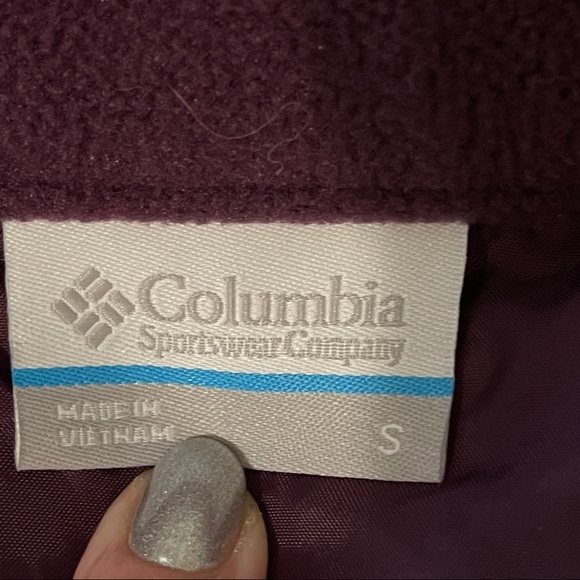 Columbia
Sportswear Company
MADE IN
VIETNAM
S